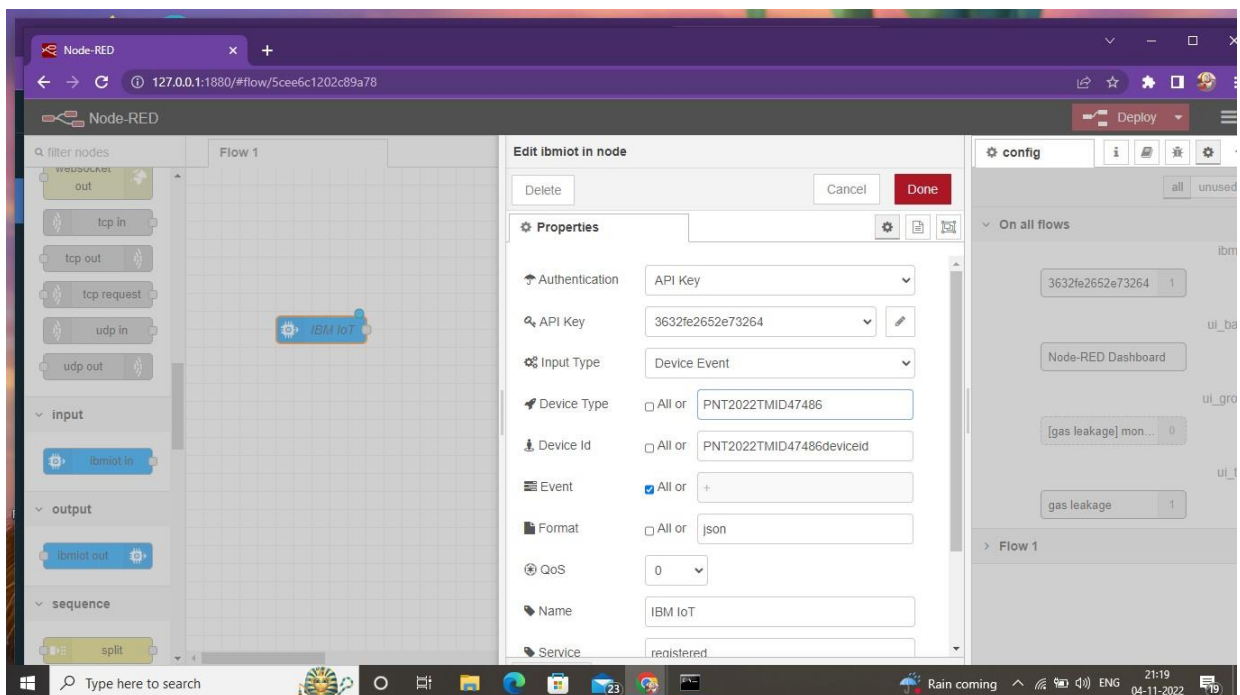 Node-RED
127.0.0.1:1880/#flow/5cee6c1202c89a78
Node-RED
Deploy
filter nodes
websocket
out
tcp in
tcp out
tcp request
udp in
udp out
input
ibmiot in
output
ibmiot out
sequence
split
Flow 1
IBM IoT
Edit ibmiot in node
Delete
Cancel
Done
Properties
Authentication
API Key
API Key
3632fe2652e73264
Input Type
Device Event
Device Type
All or
PNT2022TMID47486
Device Id
All or
PNT2022TMID47486deviceid
Event
All or
+
Format
All or
json
QoS
0
Name
IBM IoT
Service
registered
config
i
all
unused
On all flows
ibm
3632fe2652e73264
1
ui_ba
Node-RED Dashboard
ui_gro
[gas leakage] mon...
0
ui_t
gas leakage
1
Flow 1
Type here to search
23
Rain coming
ENG
21:19
04-11-2022
19